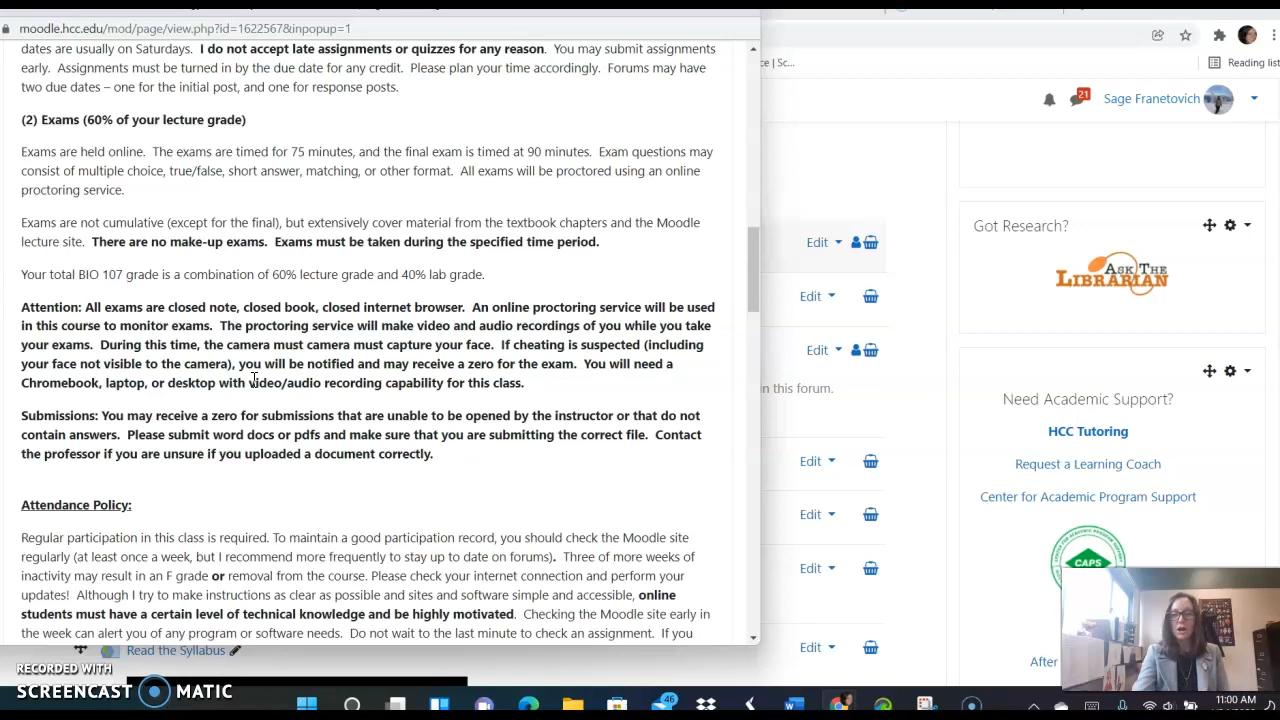 moodle.hcc.edu/mod/page/view.php?id=1622567&inpopup=1
dates are usually on Saturdays. I do not accept late assignments or quizzes for any reason. You may submit assignments
early. Assignments must be turned in by the due date for any credit. Please plan your time accordingly. Forums may have
two due dates – one for the initial post, and one for response posts.
(2) Exams (60% of your lecture grade)
Exams are held online. The exams are timed for 75 minutes, and the final exam is timed at 90 minutes. Exam questions may
consist of multiple choice, true/false, short answer, matching, or other format. All exams will be proctored using an online
proctoring service.
Exams are not cumulative (except for the final), but extensively cover material from the textbook chapters and the Moodle
lecture site. There are no make-up exams. Exams must be taken during the specified time period.
Your total BIO 107 grade is a combination of 60% lecture grade and 40% lab grade.
Attention: All exams are closed note, closed book, closed internet browser. An online proctoring service will be used
in this course to monitor exams. The proctoring service will make video and audio recordings of you while you take
your exams. During this time, the camera must camera must capture your face. If cheating is suspected (including
your face not visible to the camera), you will be notified and may receive a zero for the exam. You will need a
Chromebook, laptop, or desktop with video/audio recording capability for this class.
Submissions: You may receive a zero for submissions that are unable to be opened by the instructor or that do not
contain answers. Please submit word docs or pdfs and make sure that you are submitting the correct file. Contact
the professor if you are unsure if you uploaded a document correctly.
Attendance Policy:
Regular participation in this class is required. To maintain a good participation record, you should check the Moodle site
regularly (at least once a week, but I recommend more frequently to stay up to date on forums). Three of more weeks of
inactivity may result in an F grade or removal from the course. Please check your internet connection and perform your
updates! Although I try to make instructions as clear as possible and sites and software simple and accessible, online
students must have a certain level of technical knowledge and be highly motivated. Checking the Moodle site early in
the week can alert you of any program or software needs. Do not wait to the last minute to check an assignment. If you
Read the Syllabus
ce | Sc...
Reading list
21
Sage Franetovich
Edit
Edit
Edit
in this forum.
Edit
Edit
Edit
Edit
Got Research?
ASK THE
LIBRARIAN
Need Academic Support?
HCC Tutoring
Request a Learning Coach
Center for Academic Program Support
CAPS
After
RECORDED WITH
SCREENCAST MATIC
46
11:00 AM